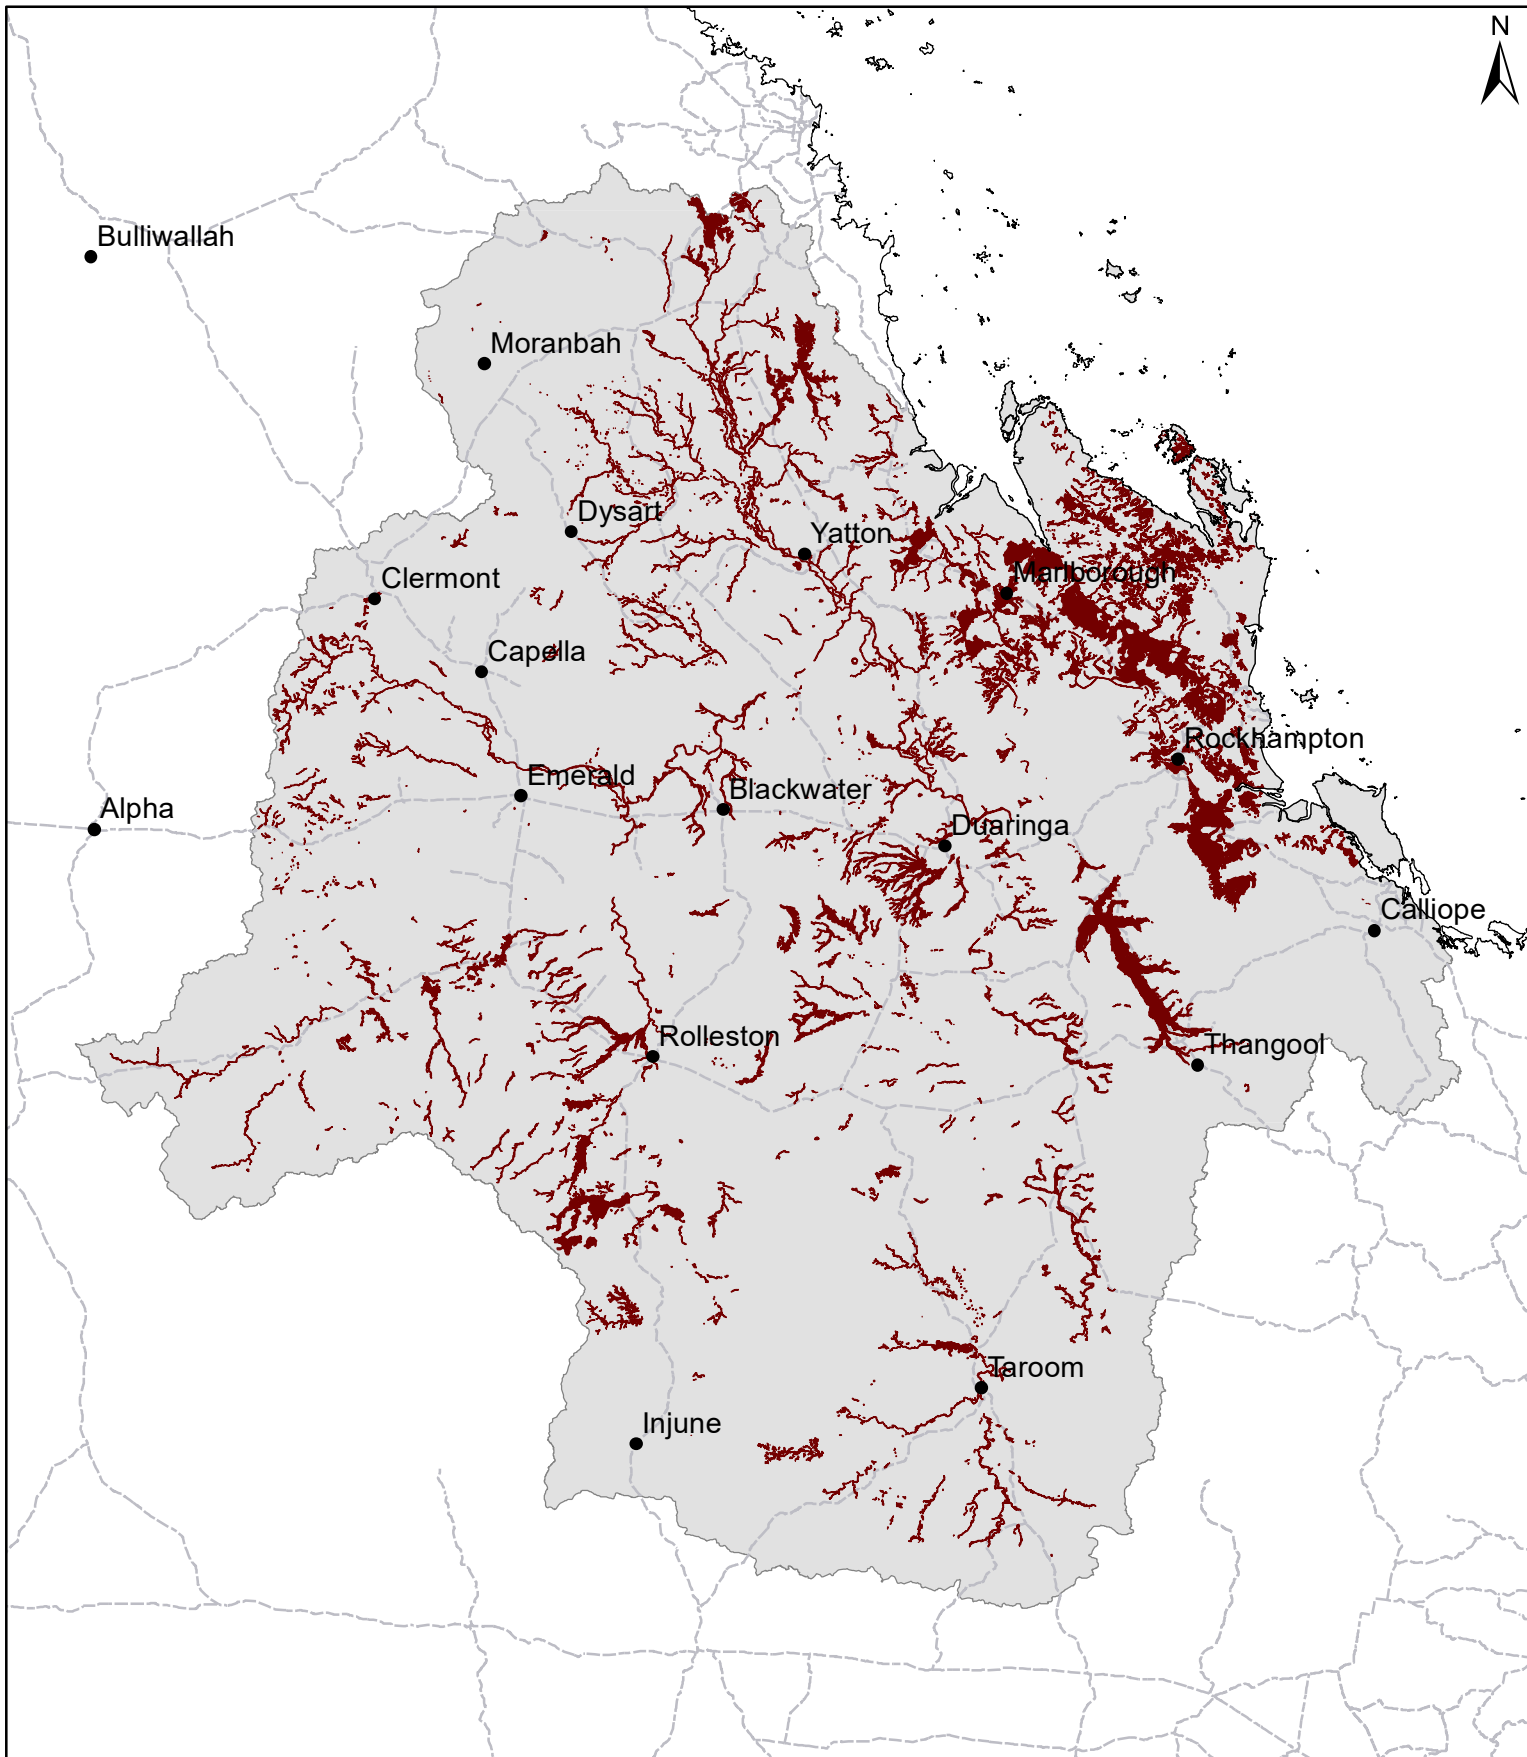 N
Bulliwallah
Moranbah
Dysart
Yatton
Marlborough
Clermont
Capella
Rockhampton
Emerald
Blackwater
Alpha
Duaringa
Calliope
Rolleston
Thangool
Taroom
Injune